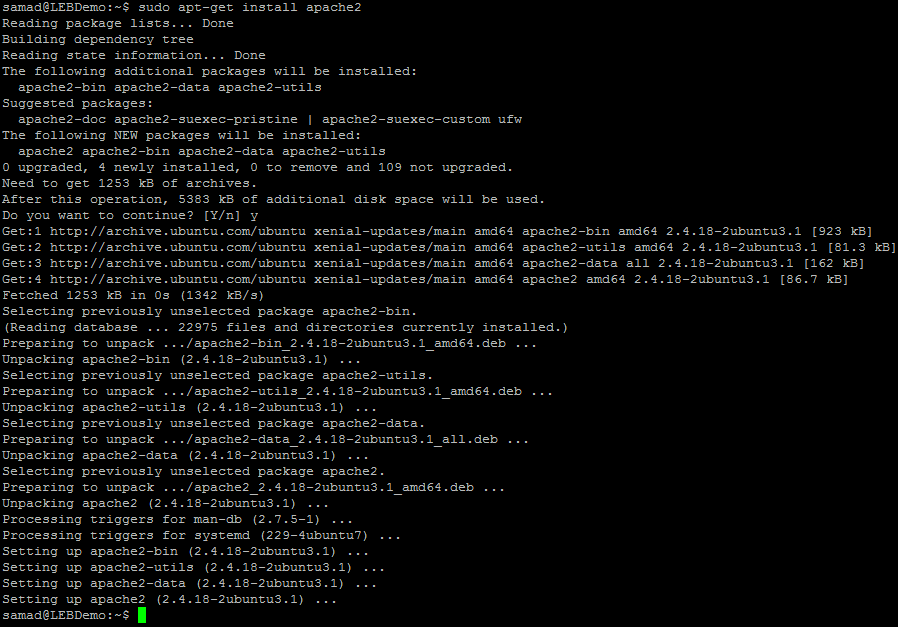 samad@LEBDemo:~$ sudo apt-get install apache2
Reading package lists... Done
Building dependency tree
Reading state information... Done
The following additional packages will be installed:
  apache2-bin apache2-data apache2-utils
Suggested packages:
  apache2-doc apache2-suexec-pristine | apache2-suexec-custom ufw
The following NEW packages will be installed:
  apache2 apache2-bin apache2-data apache2-utils
0 upgraded, 4 newly installed, 0 to remove and 109 not upgraded.
Need to get 1253 kB of archives.
After this operation, 5383 kB of additional disk space will be used.
Do you want to continue? [Y/n] y
Get:1 http://archive.ubuntu.com/ubuntu xenial-updates/main amd64 apache2-bin amd64 2.4.18-2ubuntu3.1 [923 kB]
Get:2 http://archive.ubuntu.com/ubuntu xenial-updates/main amd64 apache2-utils amd64 2.4.18-2ubuntu3.1 [81.3 kB]
Get:3 http://archive.ubuntu.com/ubuntu xenial-updates/main amd64 apache2-data all 2.4.18-2ubuntu3.1 [162 kB]
Get:4 http://archive.ubuntu.com/ubuntu xenial-updates/main amd64 apache2 amd64 2.4.18-2ubuntu3.1 [86.7 kB]
Fetched 1253 kB in 0s (1342 kB/s)
Selecting previously unselected package apache2-bin.
(Reading database ... 22975 files and directories currently installed.)
Preparing to unpack .../apache2-bin_2.4.18-2ubuntu3.1_amd64.deb ...
Unpacking apache2-bin (2.4.18-2ubuntu3.1) ...
Selecting previously unselected package apache2-utils.
Preparing to unpack .../apache2-utils_2.4.18-2ubuntu3.1_amd64.deb ...
Unpacking apache2-utils (2.4.18-2ubuntu3.1) ...
Selecting previously unselected package apache2-data.
Preparing to unpack .../apache2-data_2.4.18-2ubuntu3.1_all.deb ...
Unpacking apache2-data (2.4.18-2ubuntu3.1) ...
Selecting previously unselected package apache2.
Preparing to unpack .../apache2_2.4.18-2ubuntu3.1_amd64.deb ...
Unpacking apache2 (2.4.18-2ubuntu3.1) ...
Processing triggers for man-db (2.7.5-1) ...
Processing triggers for systemd (229-4ubuntu7) ...
Setting up apache2-bin (2.4.18-2ubuntu3.1) ...
Setting up apache2-utils (2.4.18-2ubuntu3.1) ...
Setting up apache2-data (2.4.18-2ubuntu3.1) ...
Setting up apache2 (2.4.18-2ubuntu3.1) ...
samad@LEBDemo:~$